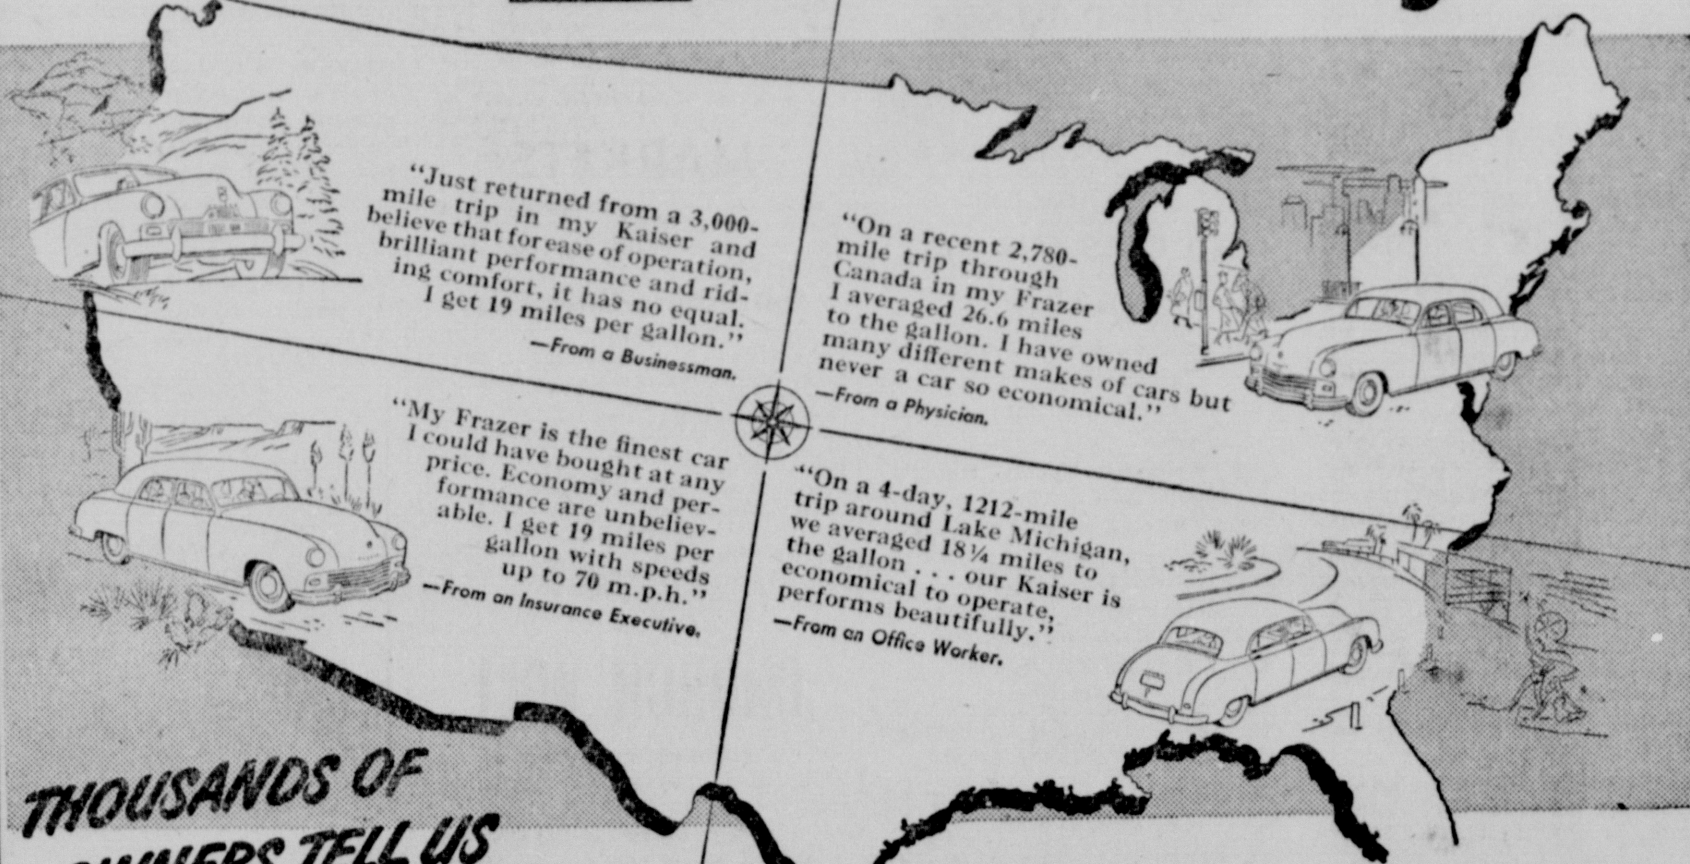 “Just returned from a 3,000-
mile trip in my Kaiser and
believe that for ease of operation,
brilliant performance and rid-
ing comfort, it has no equal.
I get 19 miles per gallon.”
—From a Businessman.
“On a recent 2,780-
mile trip through
Canada in my Frazer
I averaged 26.6 miles
to the gallon. I have owned
many different makes of cars but
never a car so economical.”
—From a Physician.
“My Frazer is the finest car
I could have bought at any
price. Economy and per-
formance are unbeliev-
able. I get 19 miles per
gallon with speeds
up to 70 m.p.h.”
—From an Insurance Executive.
“On a 4-day, 1212-mile
trip around Lake Michigan,
we averaged 18¼ miles to
the gallon . . . our Kaiser is
economical to operate,
performs beautifully.”
—From an Office Worker.
THOUSANDS OF
OWNERS TELL US